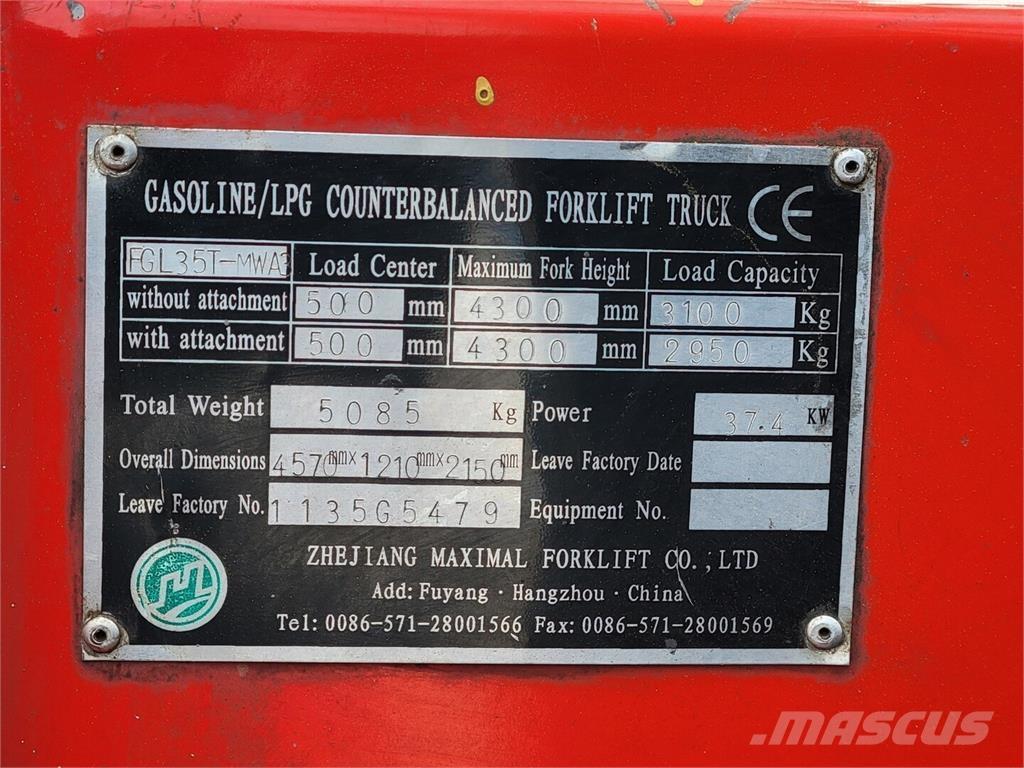 GASOLINE/LPG COUNTERBALANCED FORKLIFT TRUCK CE
FGL35T-MWA3 Load Center Maximum Fork Height Load Capacity
without attachment 500 mm 4300 mm 3100 Kg
with attachment 500 mm 4300 mm 2950 Kg
Total Weight 5085 Kg Power 37.4 KW
Overall Dimensions 4570mm×1210mm×2150mm Leave Factory Date
Leave Factory No. 1135G5479 Equipment No.
ZHEJIANG MAXIMAL FORKLIFT CO.,LTD
Add: Fuyang · Hangzhou · China
Tel: 0086-571-28001566 Fax: 0086-571-28001569
MASCUS